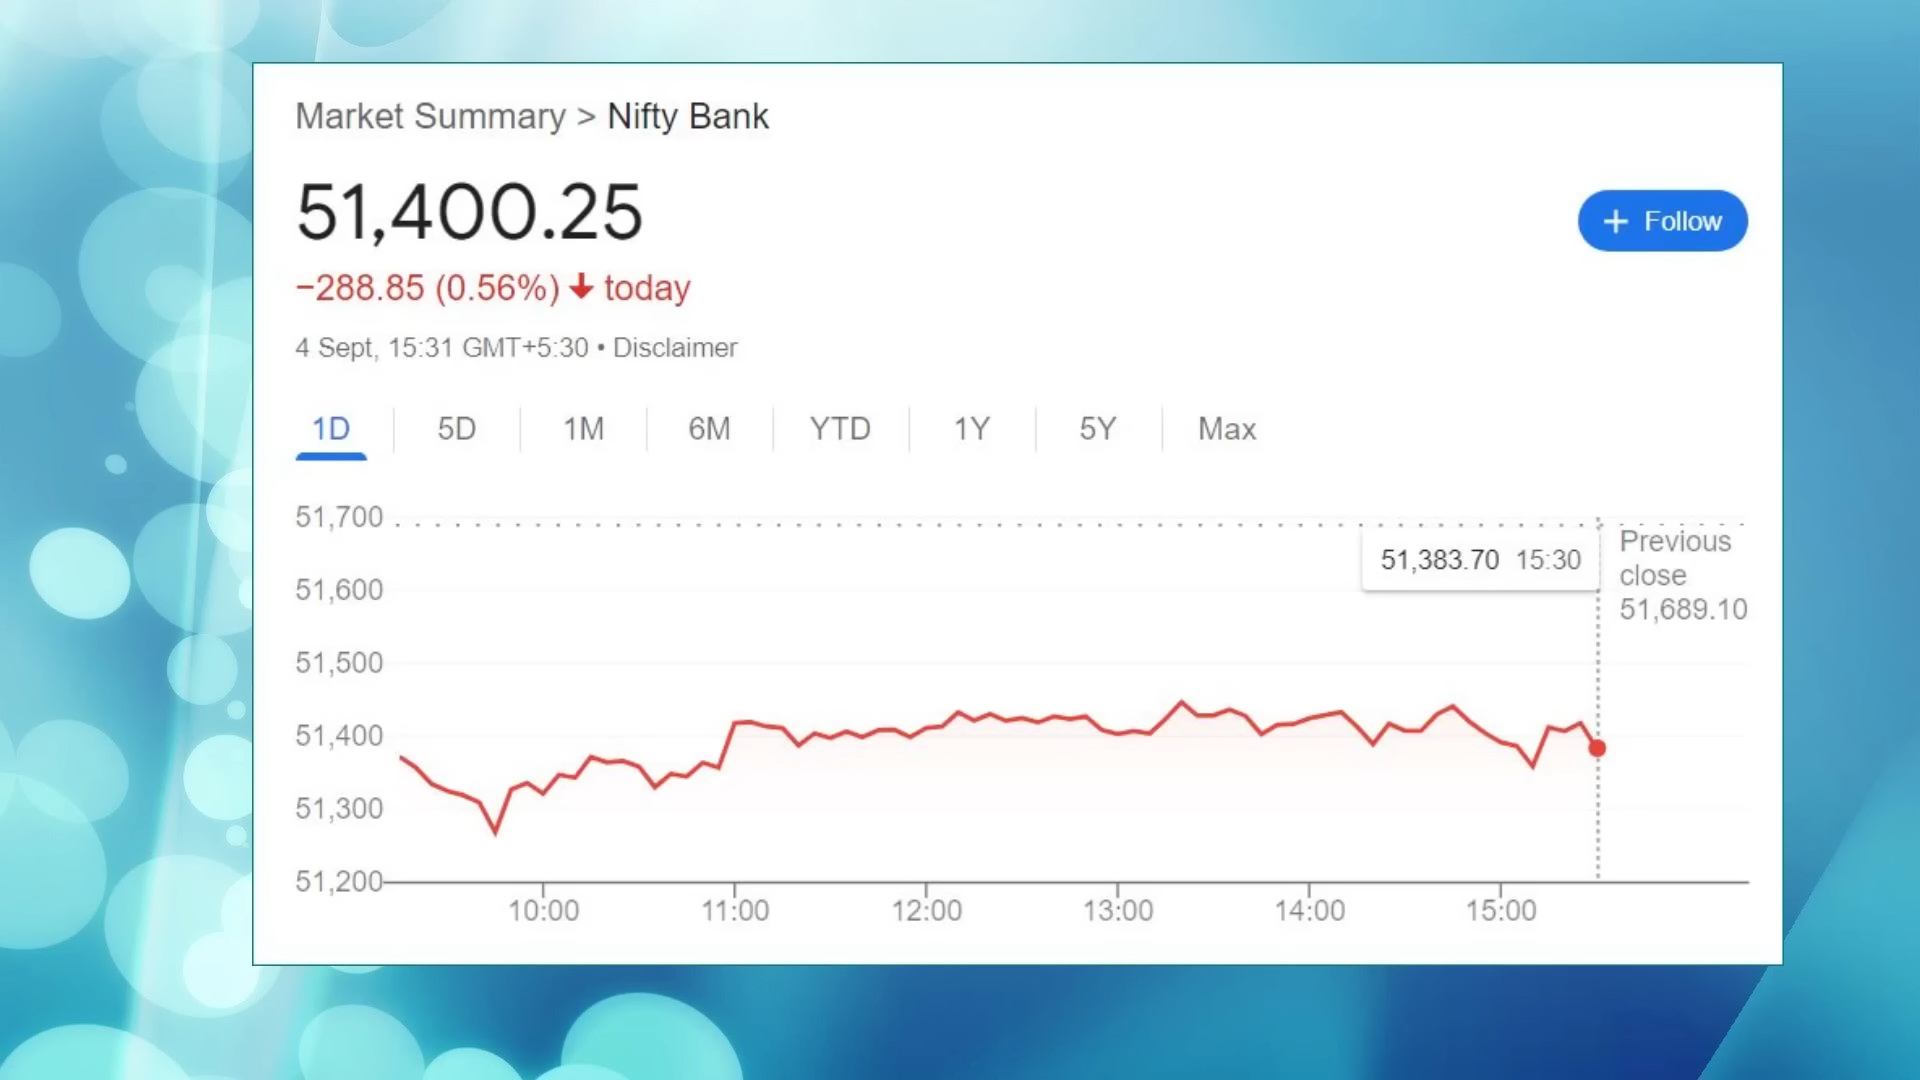 Market Summary > Nifty Bank
51,400.25
+ Follow
−288.85 (0.56%) ↓ today
4 Sept, 15:31 GMT+5:30 • Disclaimer
1D 5D 1M 6M YTD 1Y 5Y Max
51,700
51,383.70 15:30
Previous
close
51,689.10
51,600
51,500
51,400
51,300
51,200
10:00 11:00 12:00 13:00 14:00 15:00